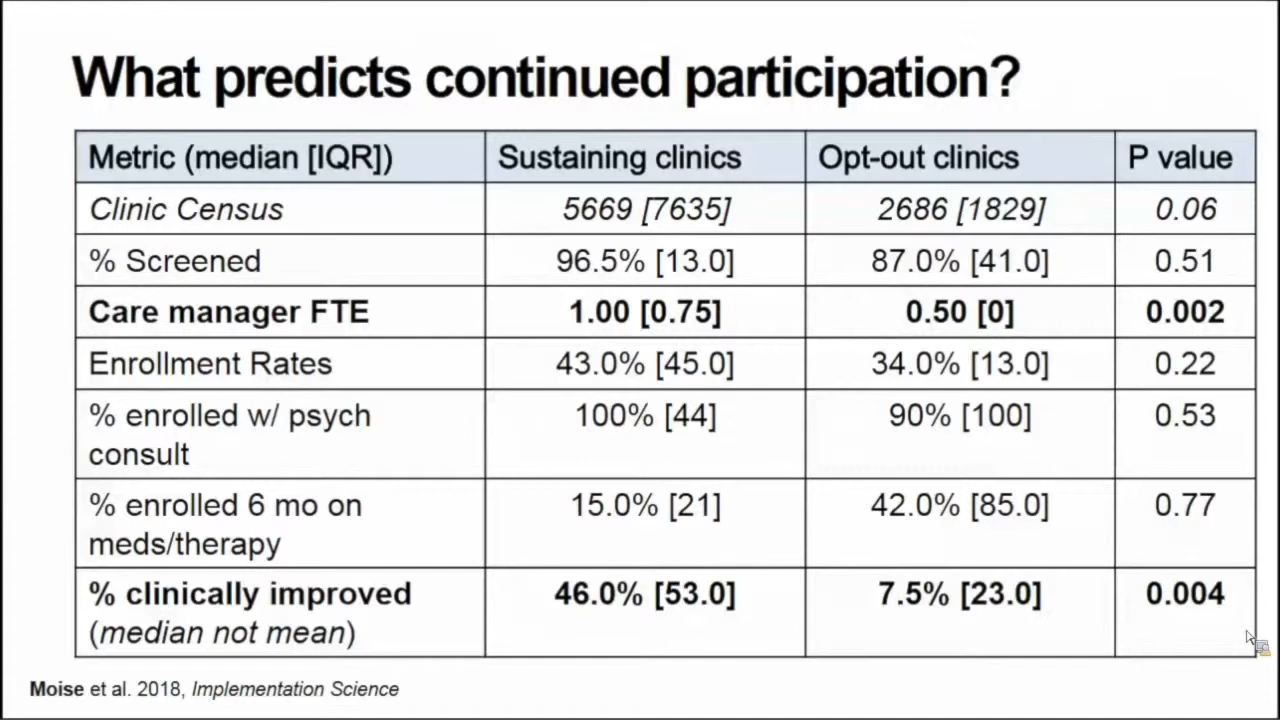 What predicts continued participation?
Metric (median [IQR]) Sustaining clinics Opt-out clinics P value
Clinic Census 5669 [7635] 2686 [1829] 0.06
% Screened 96.5% [13.0] 87.0% [41.0] 0.51
Care manager FTE 1.00 [0.75] 0.50 [0] 0.002
Enrollment Rates 43.0% [45.0] 34.0% [13.0] 0.22
% enrolled w/ psych 100% [44] 90% [100] 0.53
consult
% enrolled 6 mo on 15.0% [21] 42.0% [85.0] 0.77
meds/therapy
% clinically improved 46.0% [53.0] 7.5% [23.0] 0.004
(median not mean)
Moise et al. 2018, Implementation Science